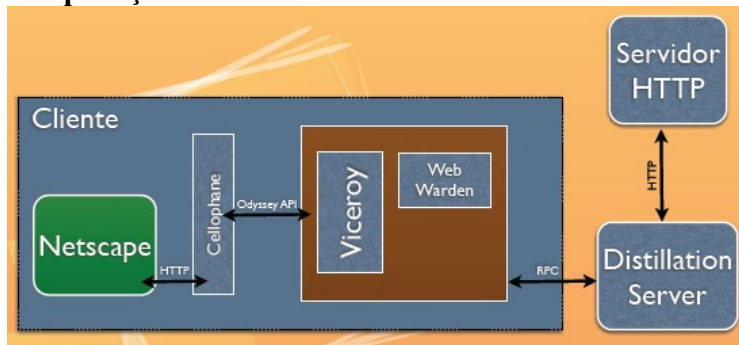 Servidor
HTTP
Cliente
Netscape
HTTP
Cellophane
Odyssey API
Viceroy
Web
Warden
RPC
HTTP
Distillation
Server